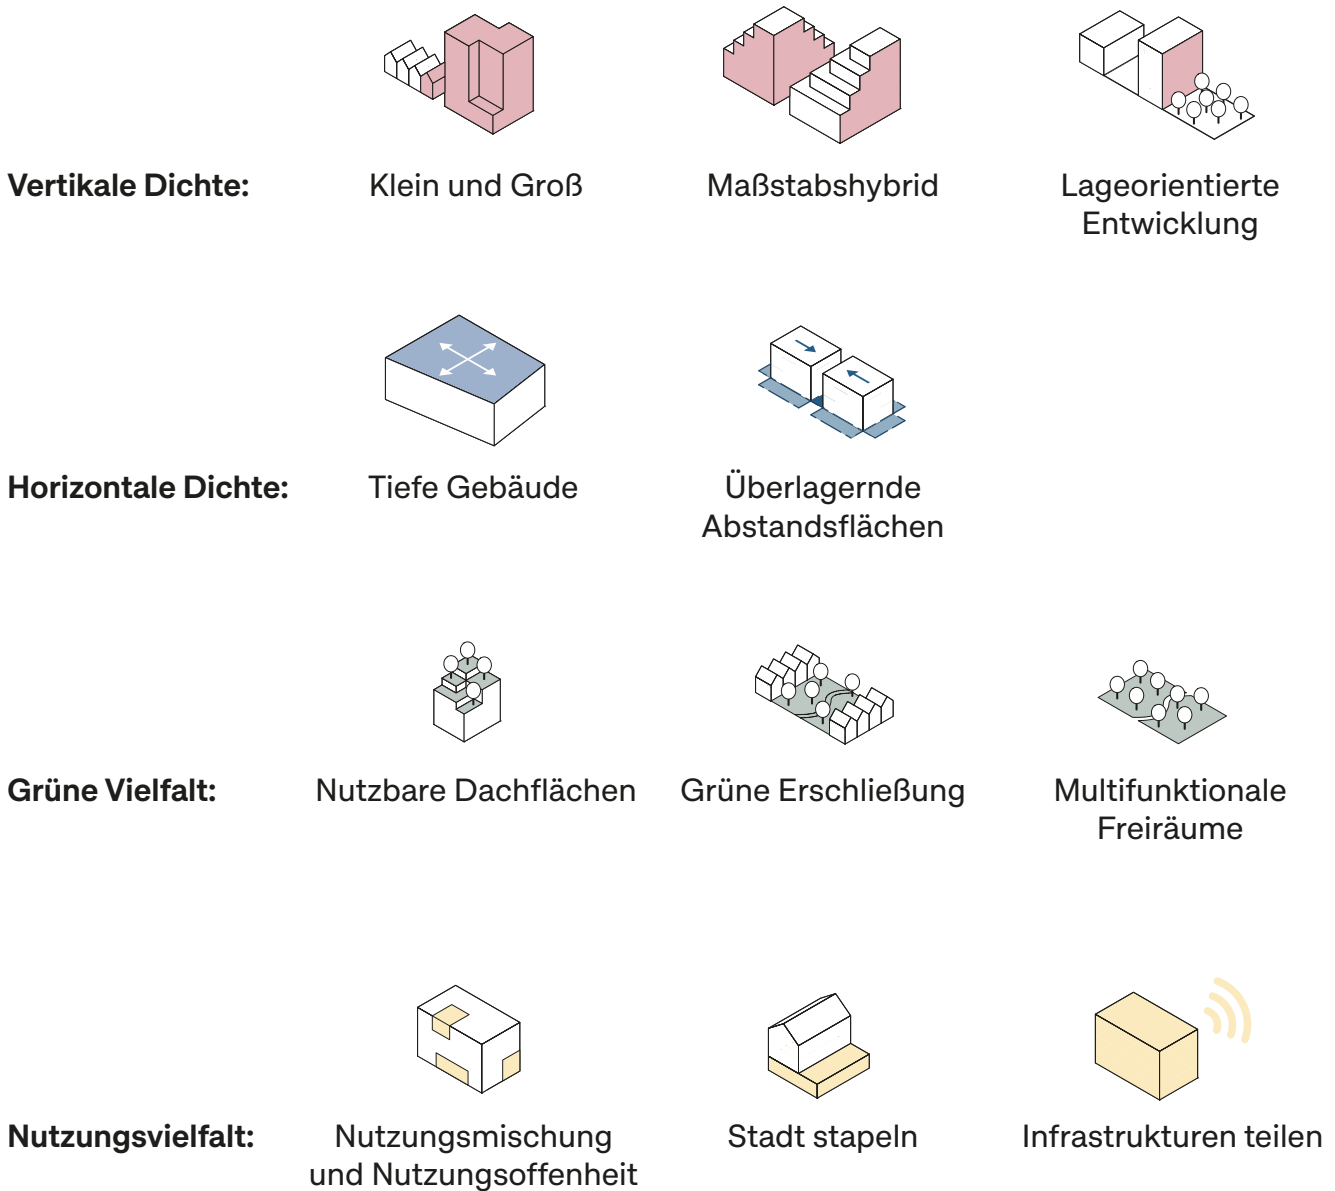 Vertikale Dichte: Klein und Groß Maßstabshybrid Lageorientierte
Entwicklung
Horizontale Dichte: Tiefe Gebäude Überlagernde
Abstandsflächen
Grüne Vielfalt: Nutzbare Dachflächen Grüne Erschließung Multifunktionale
Freiräume
Nutzungsvielfalt: Nutzungsmischung Stadt stapeln Infrastrukturen teilen
und Nutzungsoffenheit